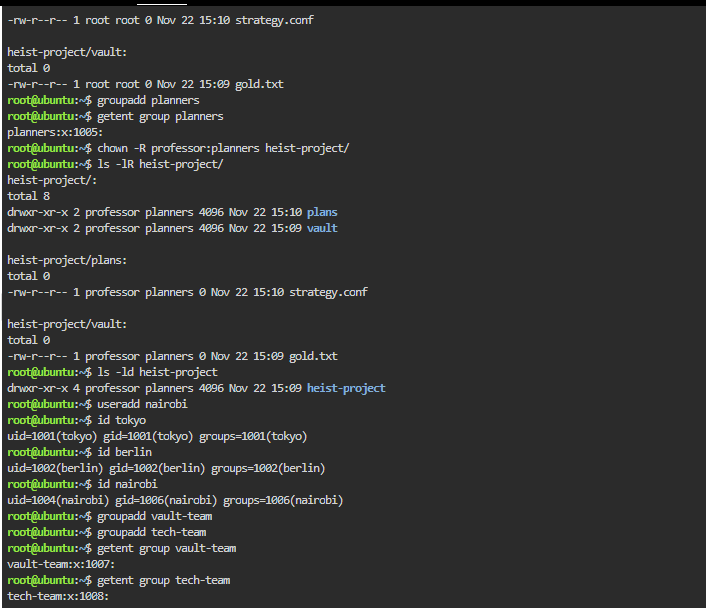 -rw-r--r-- 1 root root 0 Nov 22 15:10 strategy.conf
heist-project/vault:
total 0
-rw-r--r-- 1 root root 0 Nov 22 15:09 gold.txt
root@ubuntu:~$ groupadd planners
root@ubuntu:~$ getent group planners
planners:x:1005:
root@ubuntu:~$ chown -R professor:planners heist-project/
root@ubuntu:~$ ls -lR heist-project/
heist-project/:
total 8
drwxr-xr-x 2 professor planners 4096 Nov 22 15:10 plans
drwxr-xr-x 2 professor planners 4096 Nov 22 15:09 vault
heist-project/plans:
total 0
-rw-r--r-- 1 professor planners 0 Nov 22 15:10 strategy.conf
heist-project/vault:
total 0
-rw-r--r-- 1 professor planners 0 Nov 22 15:09 gold.txt
root@ubuntu:~$ ls -ld heist-project
drwxr-xr-x 4 professor planners 4096 Nov 22 15:09 heist-project
root@ubuntu:~$ useradd nairobi
root@ubuntu:~$ id tokyo
uid=1001(tokyo) gid=1001(tokyo) groups=1001(tokyo)
root@ubuntu:~$ id berlin
uid=1002(berlin) gid=1002(berlin) groups=1002(berlin)
root@ubuntu:~$ id nairobi
uid=1004(nairobi) gid=1006(nairobi) groups=1006(nairobi)
root@ubuntu:~$ groupadd vault-team
root@ubuntu:~$ groupadd tech-team
root@ubuntu:~$ getent group vault-team
vault-team:x:1007:
root@ubuntu:~$ getent group tech-team
tech-team:x:1008: